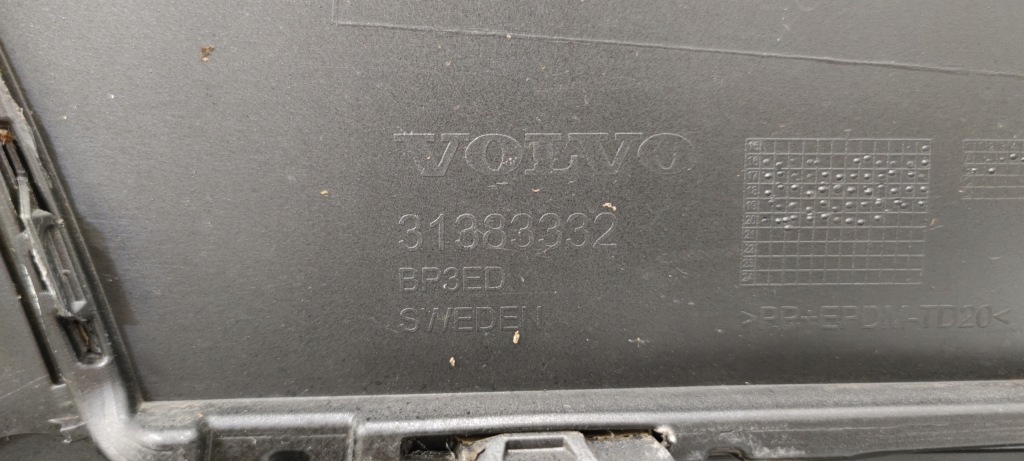 VOLVO
31383332
BP3ED
SWEDEN
>PP+EPDM-TD20<